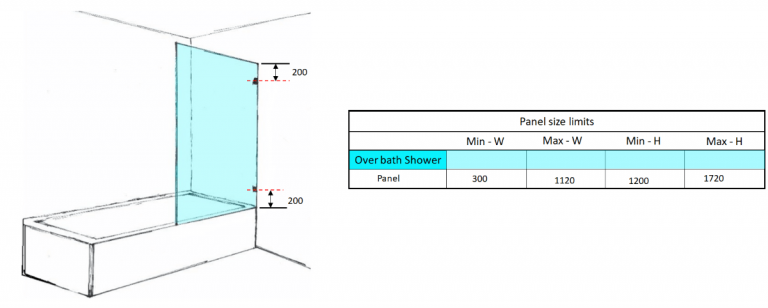 200
200
Panel size limits
Min - W Max - W Min - H Max - H
Over bath Shower
Panel 300 1120 1200 1720